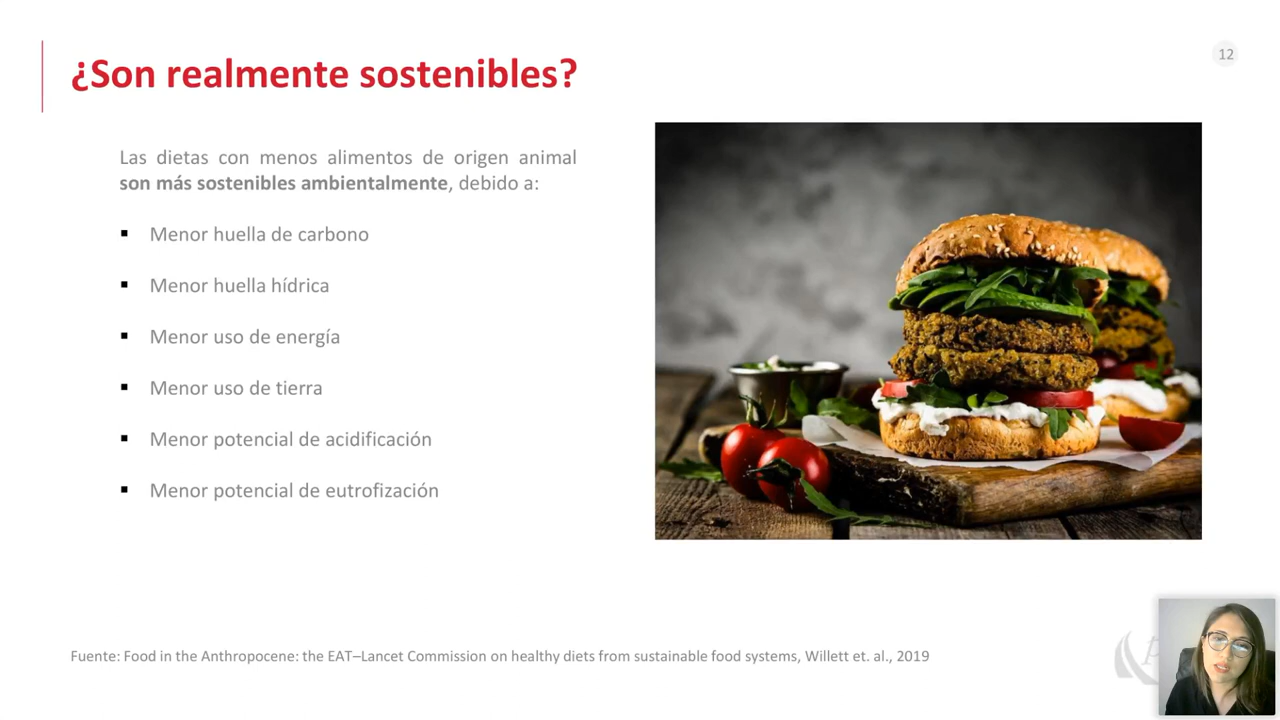 ¿Son realmente sostenibles?
12
Las dietas con menos alimentos de origen animal
son más sostenibles ambientalmente, debido a:
▪ Menor huella de carbono
▪ Menor huella hídrica
▪ Menor uso de energía
▪ Menor uso de tierra
▪ Menor potencial de acidificación
▪ Menor potencial de eutrofización
Fuente: Food in the Anthropocene: the EAT–Lancet Commission on healthy diets from sustainable food systems, Willett et. al., 2019